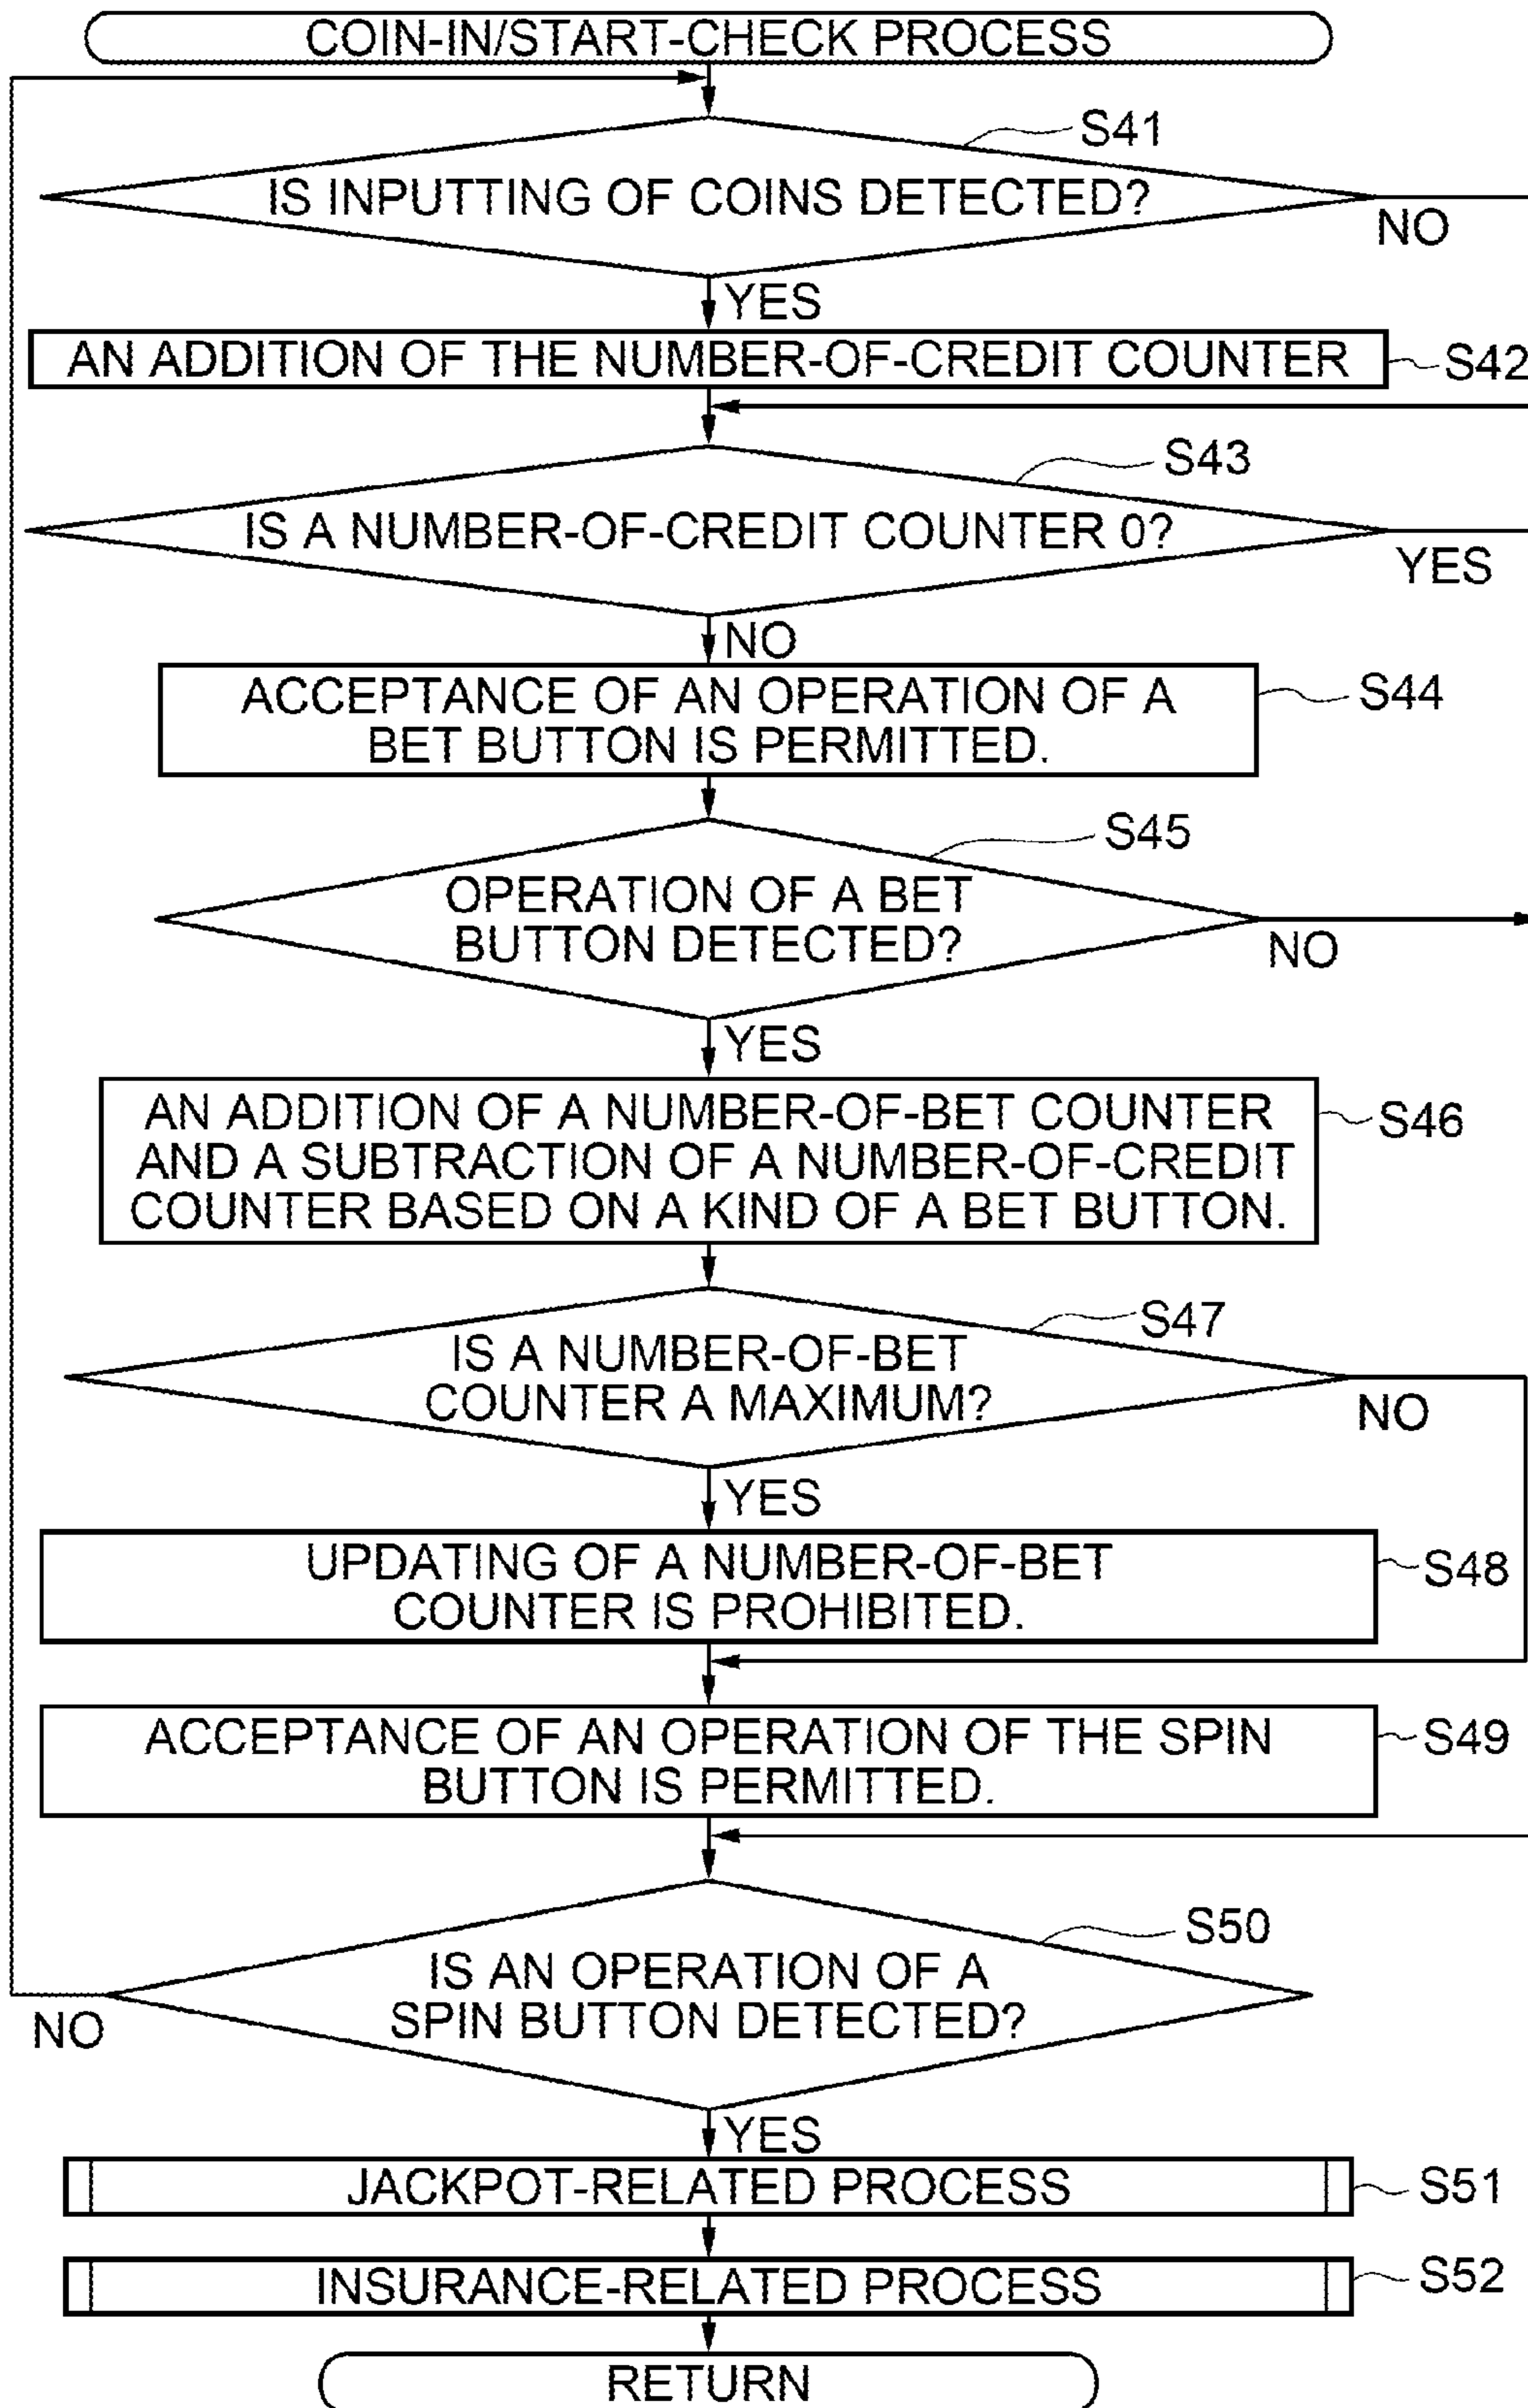 COIN-IN/START-CHECK PROCESS
S41
IS INPUTTING OF COINS DETECTED?
NO
YES
AN ADDITION OF THE NUMBER-OF-CREDIT COUNTER
S42
S43
IS A NUMBER-OF-CREDIT COUNTER 0?
YES
NO
ACCEPTANCE OF AN OPERATION OF A
BET BUTTON IS PERMITTED.
S44
S45
OPERATION OF A BET
BUTTON DETECTED?
NO
YES
AN ADDITION OF A NUMBER-OF-BET COUNTER
AND A SUBTRACTION OF A NUMBER-OF-CREDIT
COUNTER BASED ON A KIND OF A BET BUTTON.
S46
S47
IS A NUMBER-OF-BET
COUNTER A MAXIMUM?
NO
YES
UPDATING OF A NUMBER-OF-BET
COUNTER IS PROHIBITED.
S48
ACCEPTANCE OF AN OPERATION OF THE SPIN
BUTTON IS PERMITTED.
S49
S50
IS AN OPERATION OF A
SPIN BUTTON DETECTED?
NO
YES
JACKPOT-RELATED PROCESS
S51
INSURANCE-RELATED PROCESS
S52
RETURN